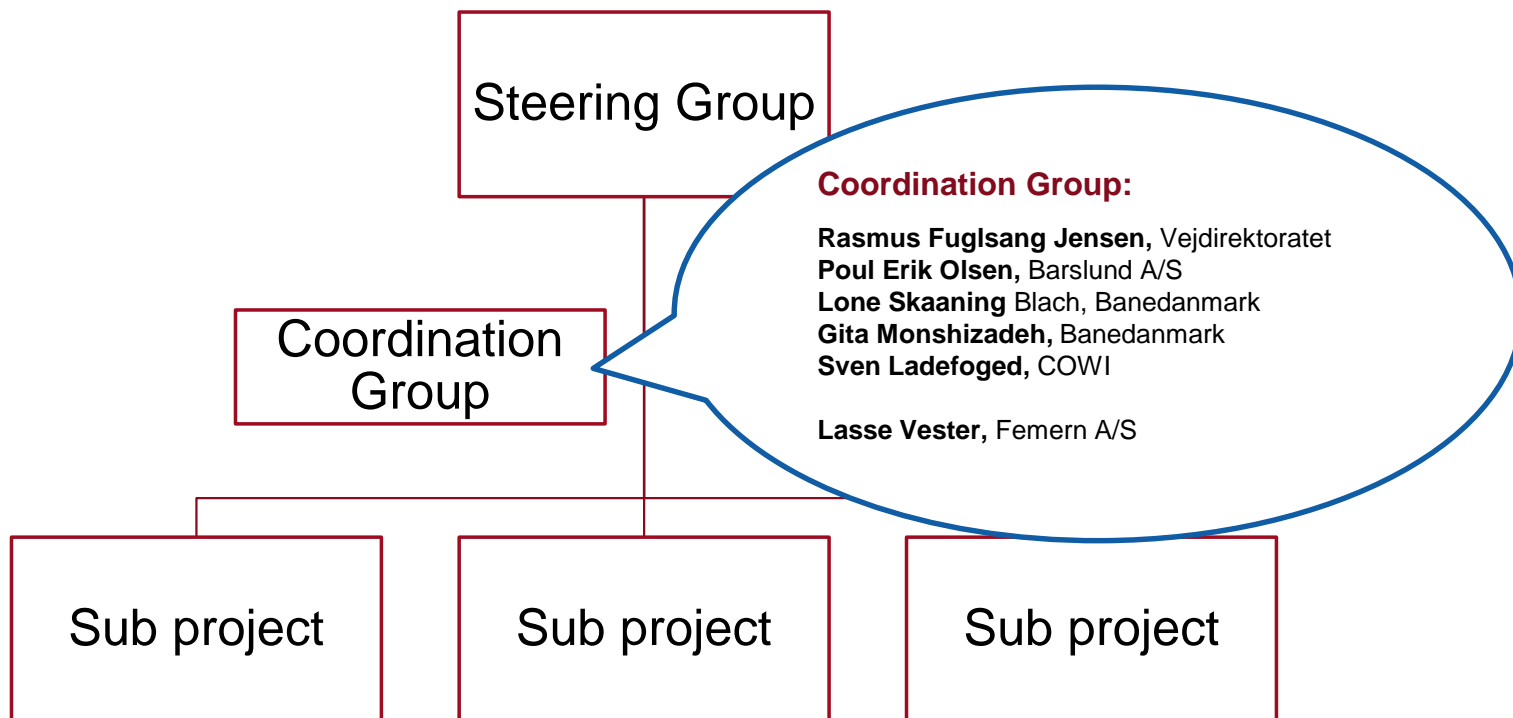 Steering Group
Coordination Group:
Rasmus Fuglsang Jensen, Vejdirektoratet
Poul Erik Olsen, Barslund A/S
Lone Skaaning Blach, Banedanmark
Gita Monshizadeh, Banedanmark
Sven Ladefoged, COWI
Lasse Vester, Femern A/S
Coordination
Group
Sub project
Sub project
Sub project